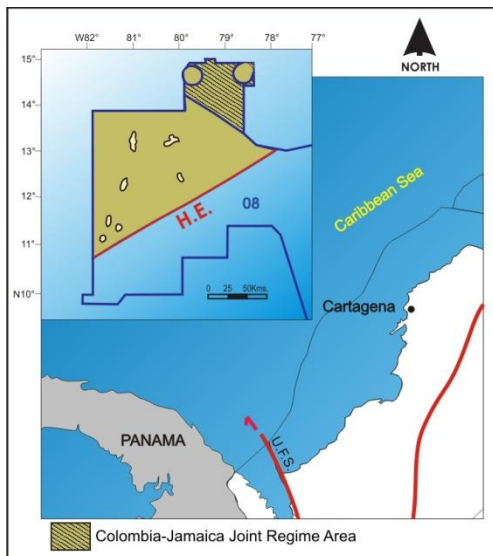 W82° 81° 80° 79° 78° 77°
15°
14°
13°
12°
11°
N10°
H.E.
08
0 25 50Kms.
NORTH
Caribbean Sea
Cartagena
PANAMA
U.F.S.
Colombia-Jamaica Joint Regime Area